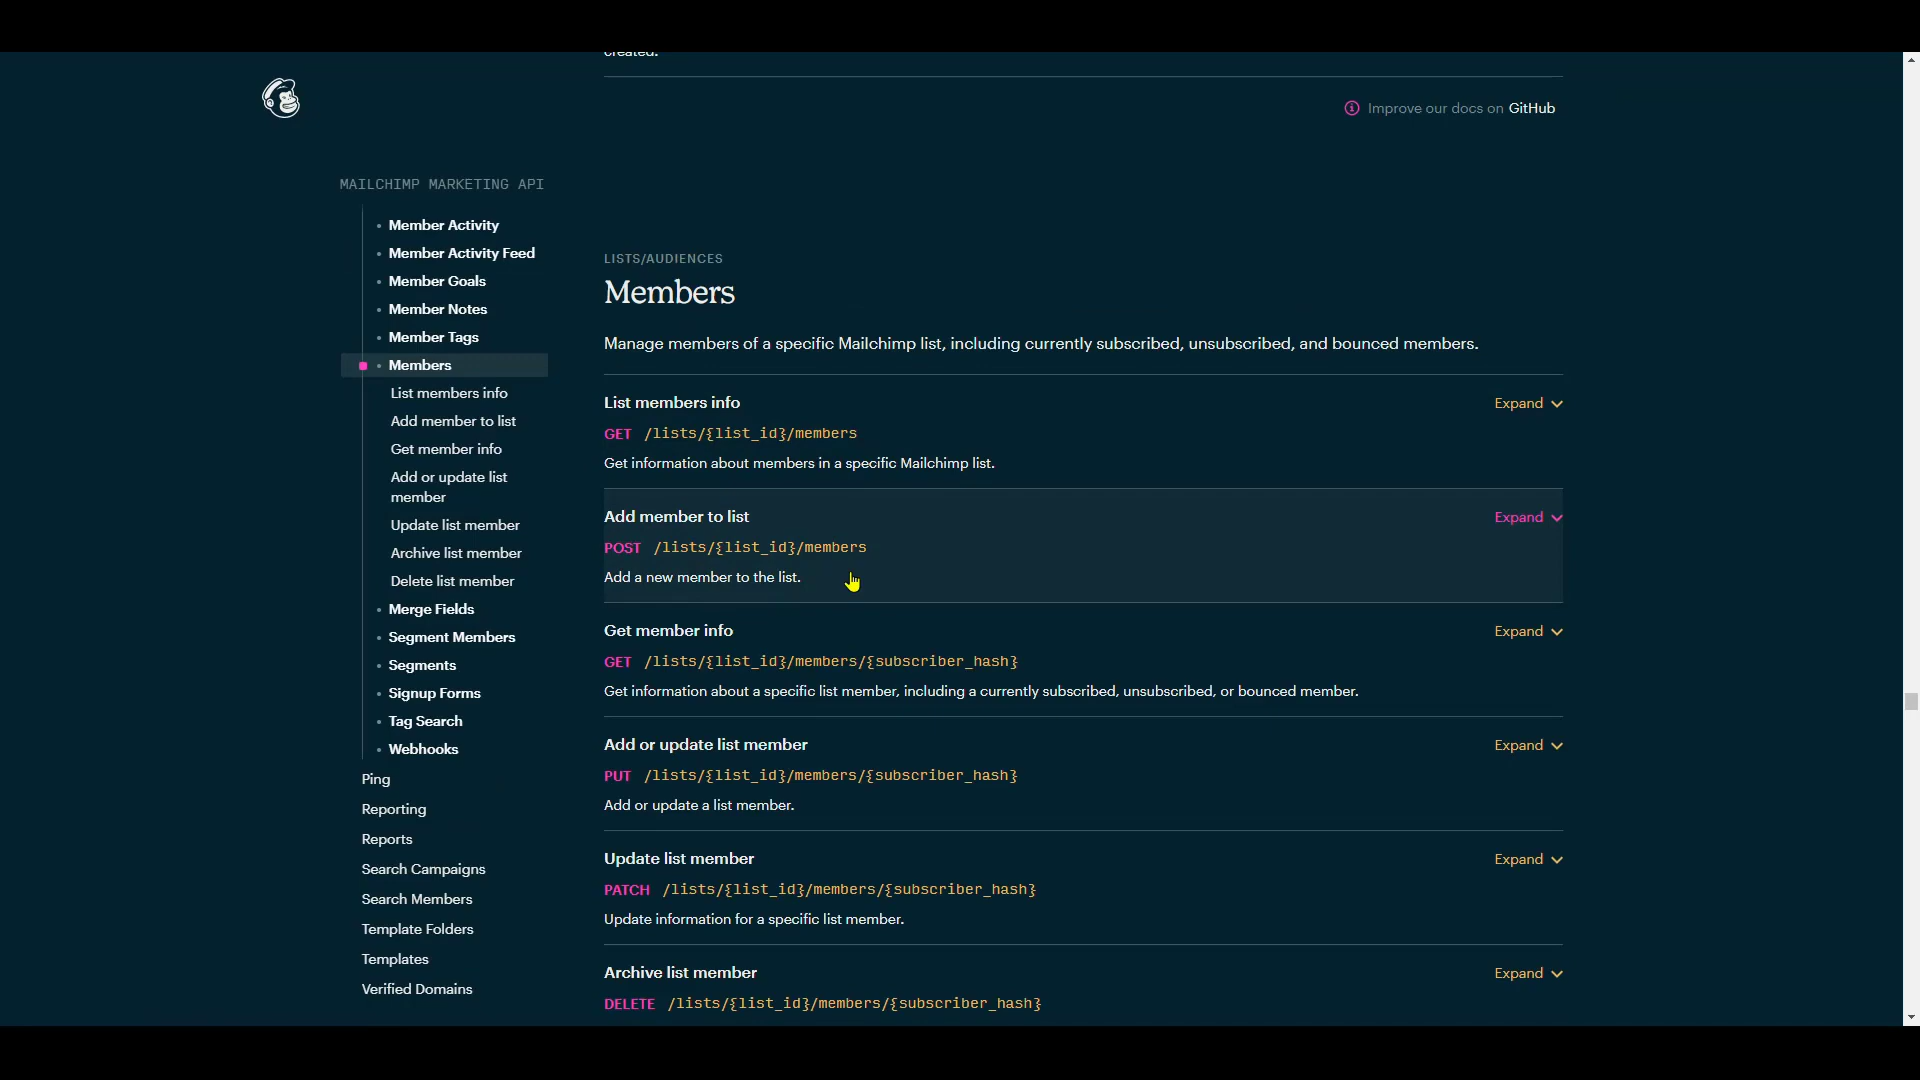 created.
Improve our docs on GitHub
MAILCHIMP MARKETING API
Member Activity
Member Activity Feed
Member Goals
Member Notes
Member Tags
Members
List members info
Add member to list
Get member info
Add or update list
member
Update list member
Archive list member
Delete list member
Merge Fields
Segment Members
Segments
Signup Forms
Tag Search
Webhooks
Ping
Reporting
Reports
Search Campaigns
Search Members
Template Folders
Templates
Verified Domains
LISTS/AUDIENCES
Members
Manage members of a specific Mailchimp list, including currently subscribed, unsubscribed, and bounced members.
List members info
Expand
GET /lists/{list_id}/members
Get information about members in a specific Mailchimp list.
Add member to list
Expand
POST /lists/{list_id}/members
Add a new member to the list.
Get member info
Expand
GET /lists/{list_id}/members/{subscriber_hash}
Get information about a specific list member, including a currently subscribed, unsubscribed, or bounced member.
Add or update list member
Expand
PUT /lists/{list_id}/members/{subscriber_hash}
Add or update a list member.
Update list member
Expand
PATCH /lists/{list_id}/members/{subscriber_hash}
Update information for a specific list member.
Archive list member
Expand
DELETE /lists/{list_id}/members/{subscriber_hash}